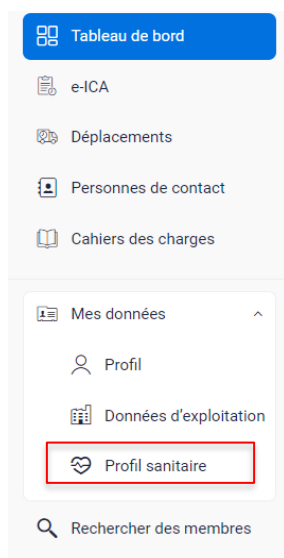 Tableau de bord
e-ICA
Déplacements
Personnes de contact
Cahiers des charges
Mes données
Profil
Données d'exploitation
Profil sanitaire
Rechercher des membres